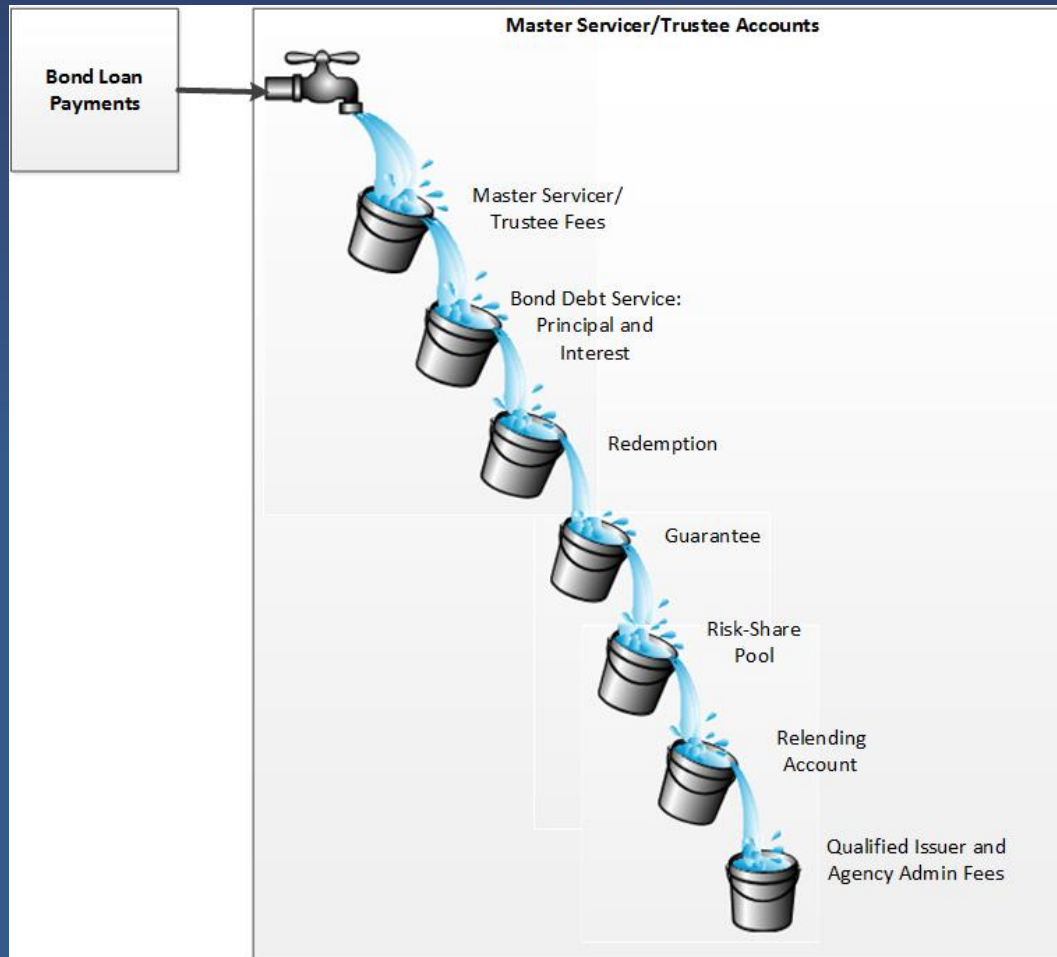 Master Servicer/Trustee Accounts
Bond Loan
Payments
Master Servicer/
Trustee Fees
Bond Debt Service:
Principal and
Interest
Redemption
Guarantee
Risk-Share
Pool
Relending
Account
Qualified Issuer and
Agency Admin Fees